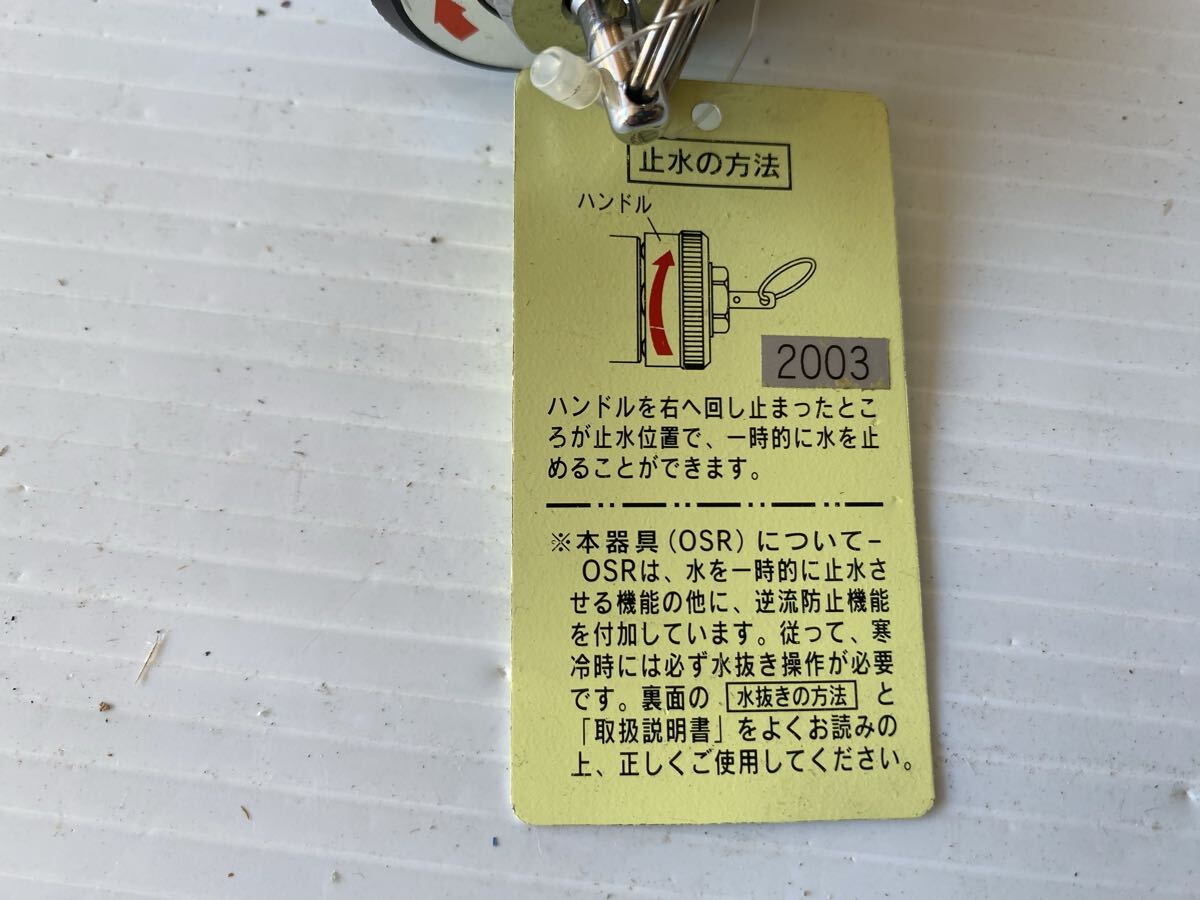 止水の方法
ハンドル
2003
ハンドルを右へ回し止まったとこ
ろが止水位置で、一時的に水を止
めることができます。
※本器具(OSR)について-
OSRは、水を一時的に止水さ
せる機能の他に、逆流防止機能
を付加しています。従って、寒
冷時には必ず水抜き操作が必要
です。裏面の 水抜きの方法 と
「取扱説明書」をよくお読みの
上、正しくご使用してください。